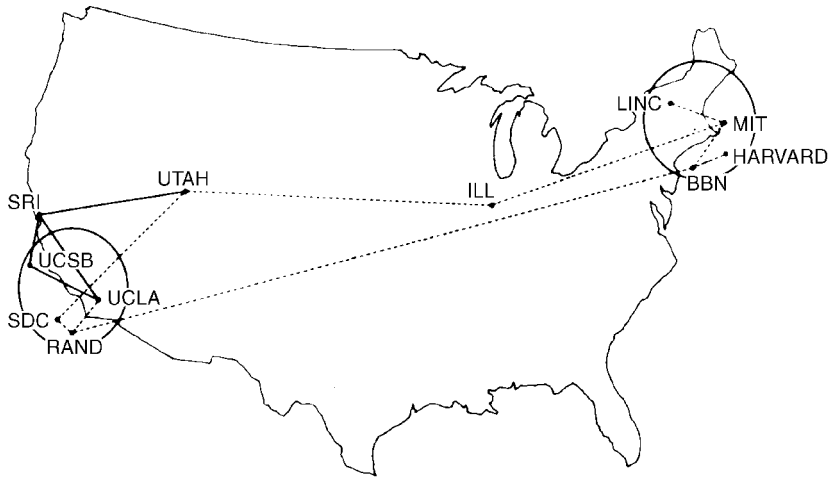 LINC
MIT
HARVARD
BBN
UTAH
ILL
SRI
UCSB
UCLA
SDC
RAND